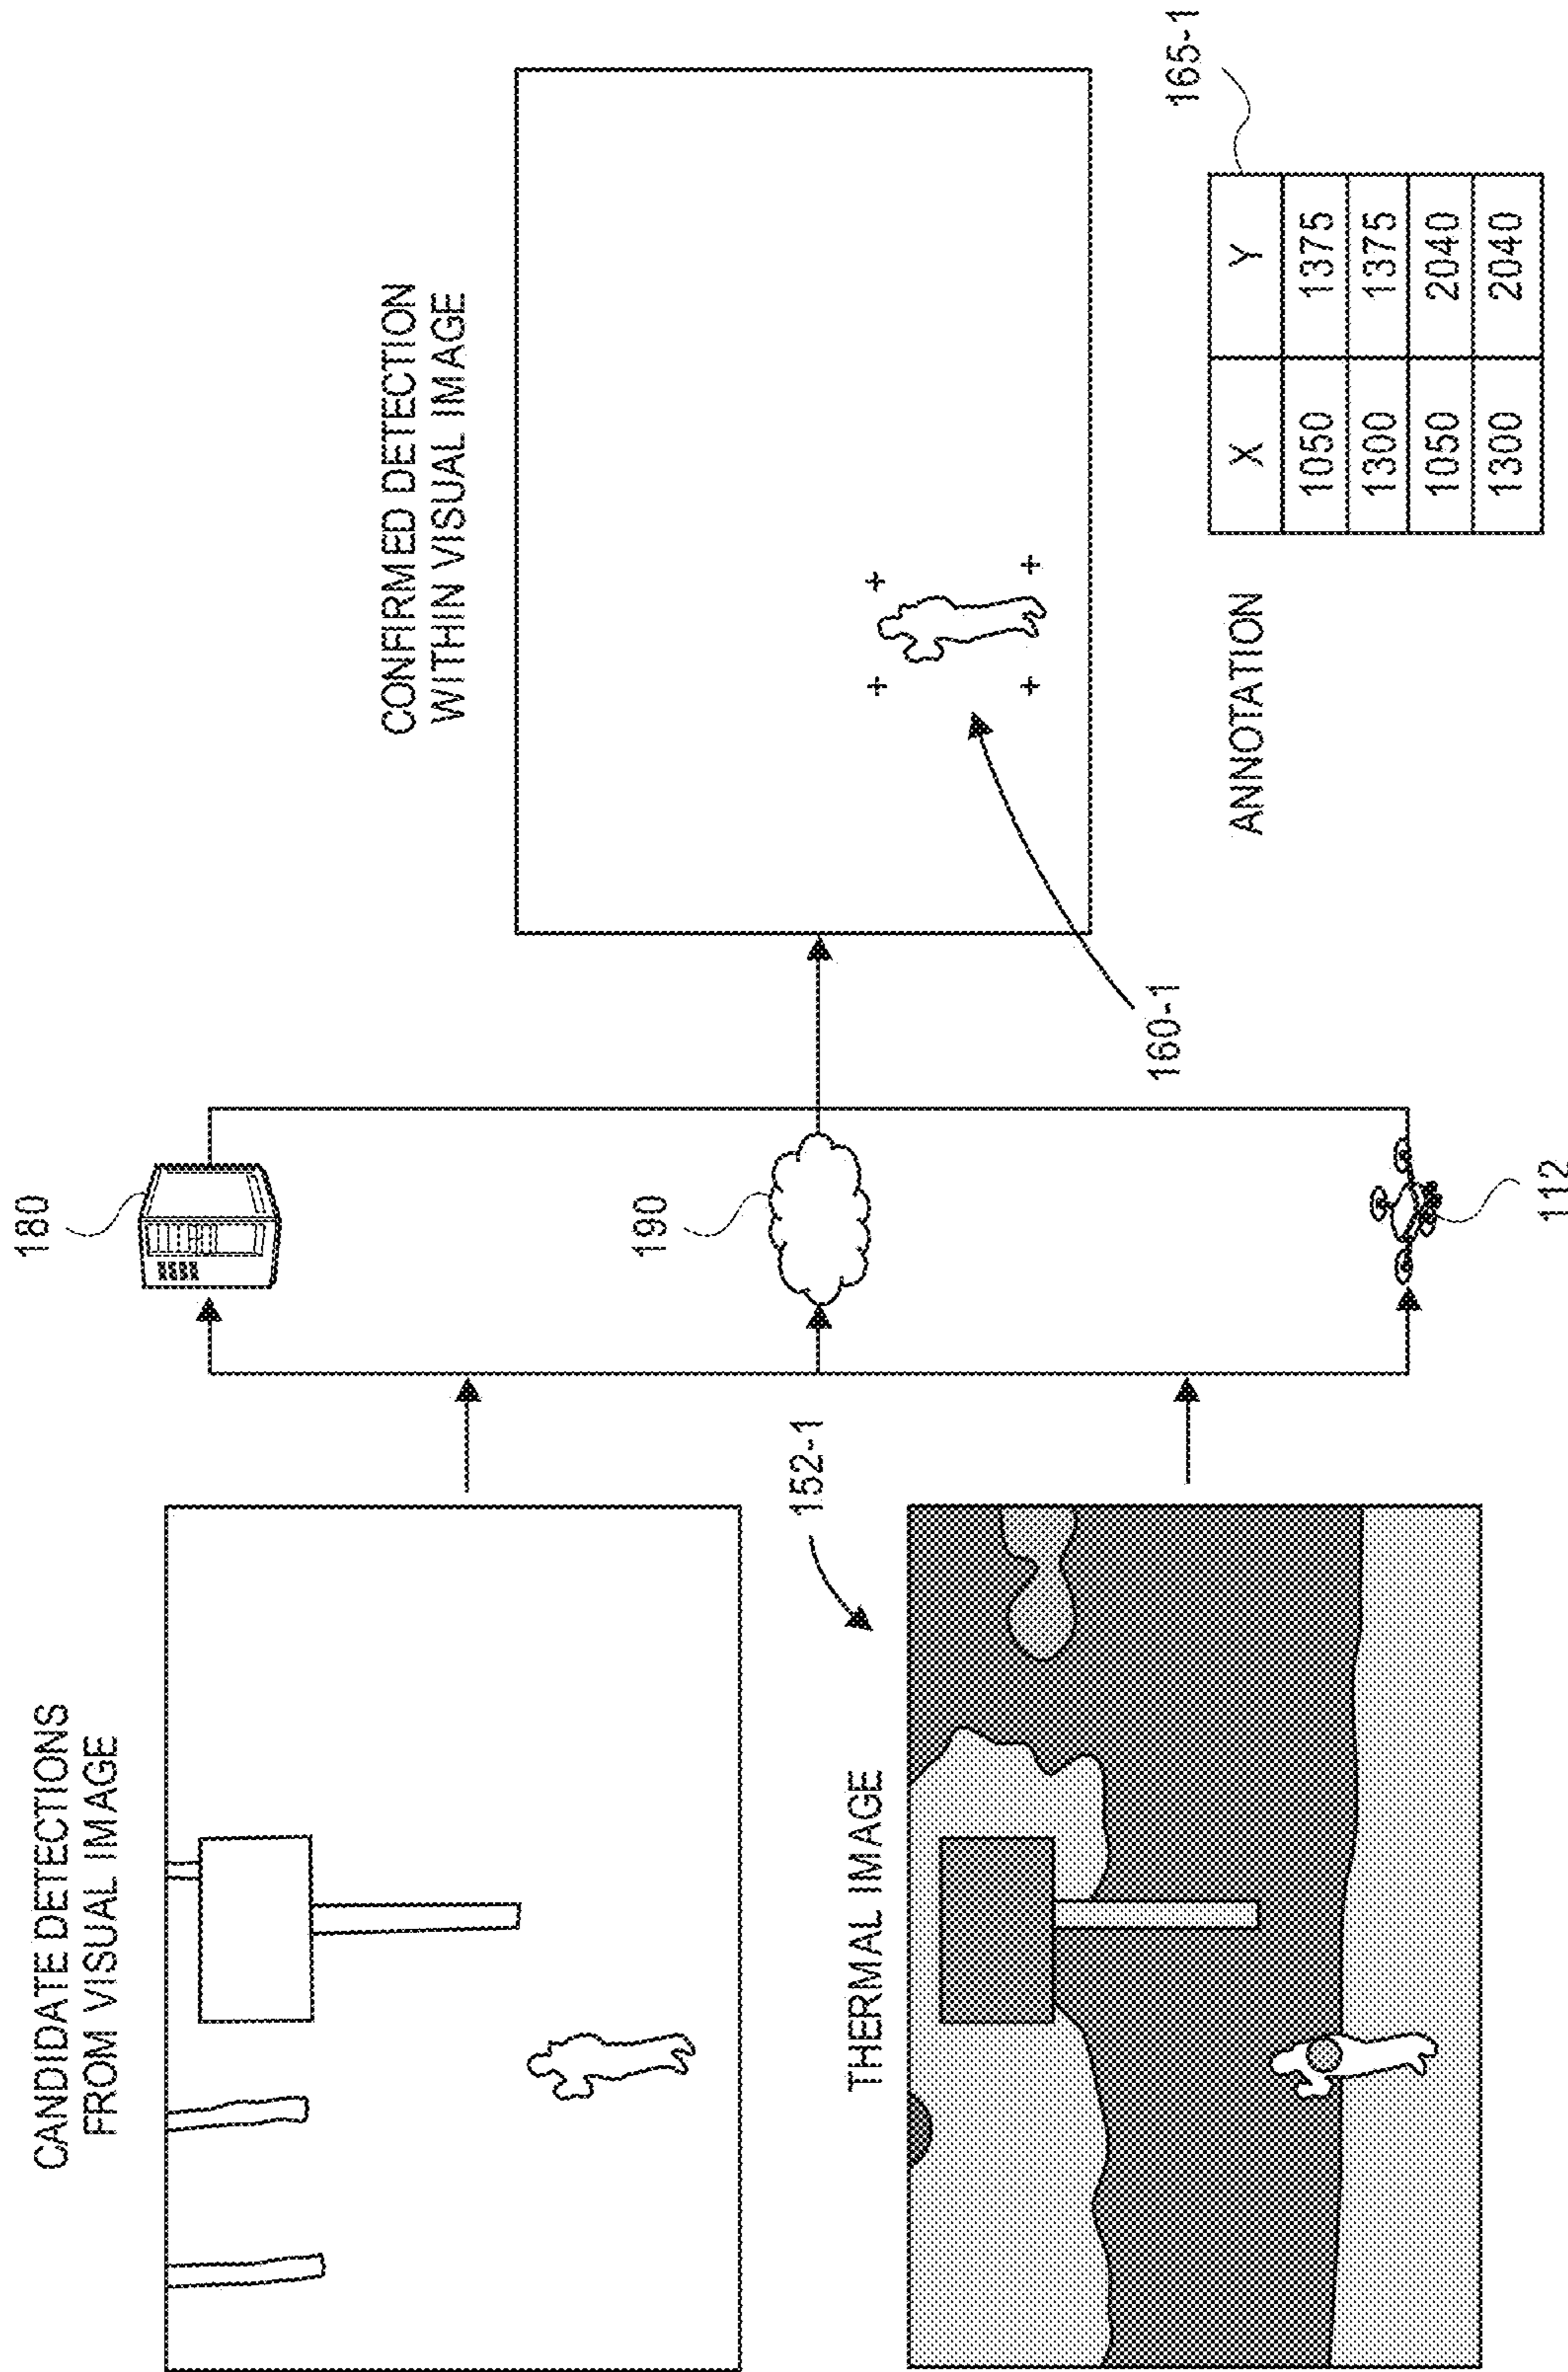 CANDIDATE DETECTIONS
FROM VISUAL IMAGE
THERMAL IMAGE
152-1
180
190
112
CONFIRMED DETECTION
WITHIN VISUAL IMAGE
160-1
ANNOTATION
165-1
X Y
1050 1375
1300 1375
1050 2040
1300 2040